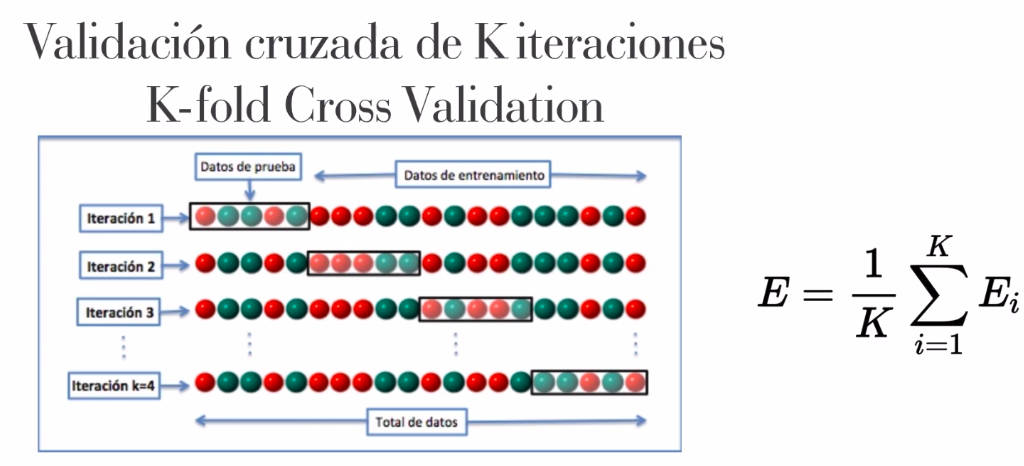 Validación cruzada de K iteraciones
K-fold Cross Validation
Datos de prueba
Datos de entrenamiento
Iteración 1
Iteración 2
Iteración 3
Iteración k=4
Total de datos
E = \frac{1}{K} \sum_{i=1}^{K} E_i